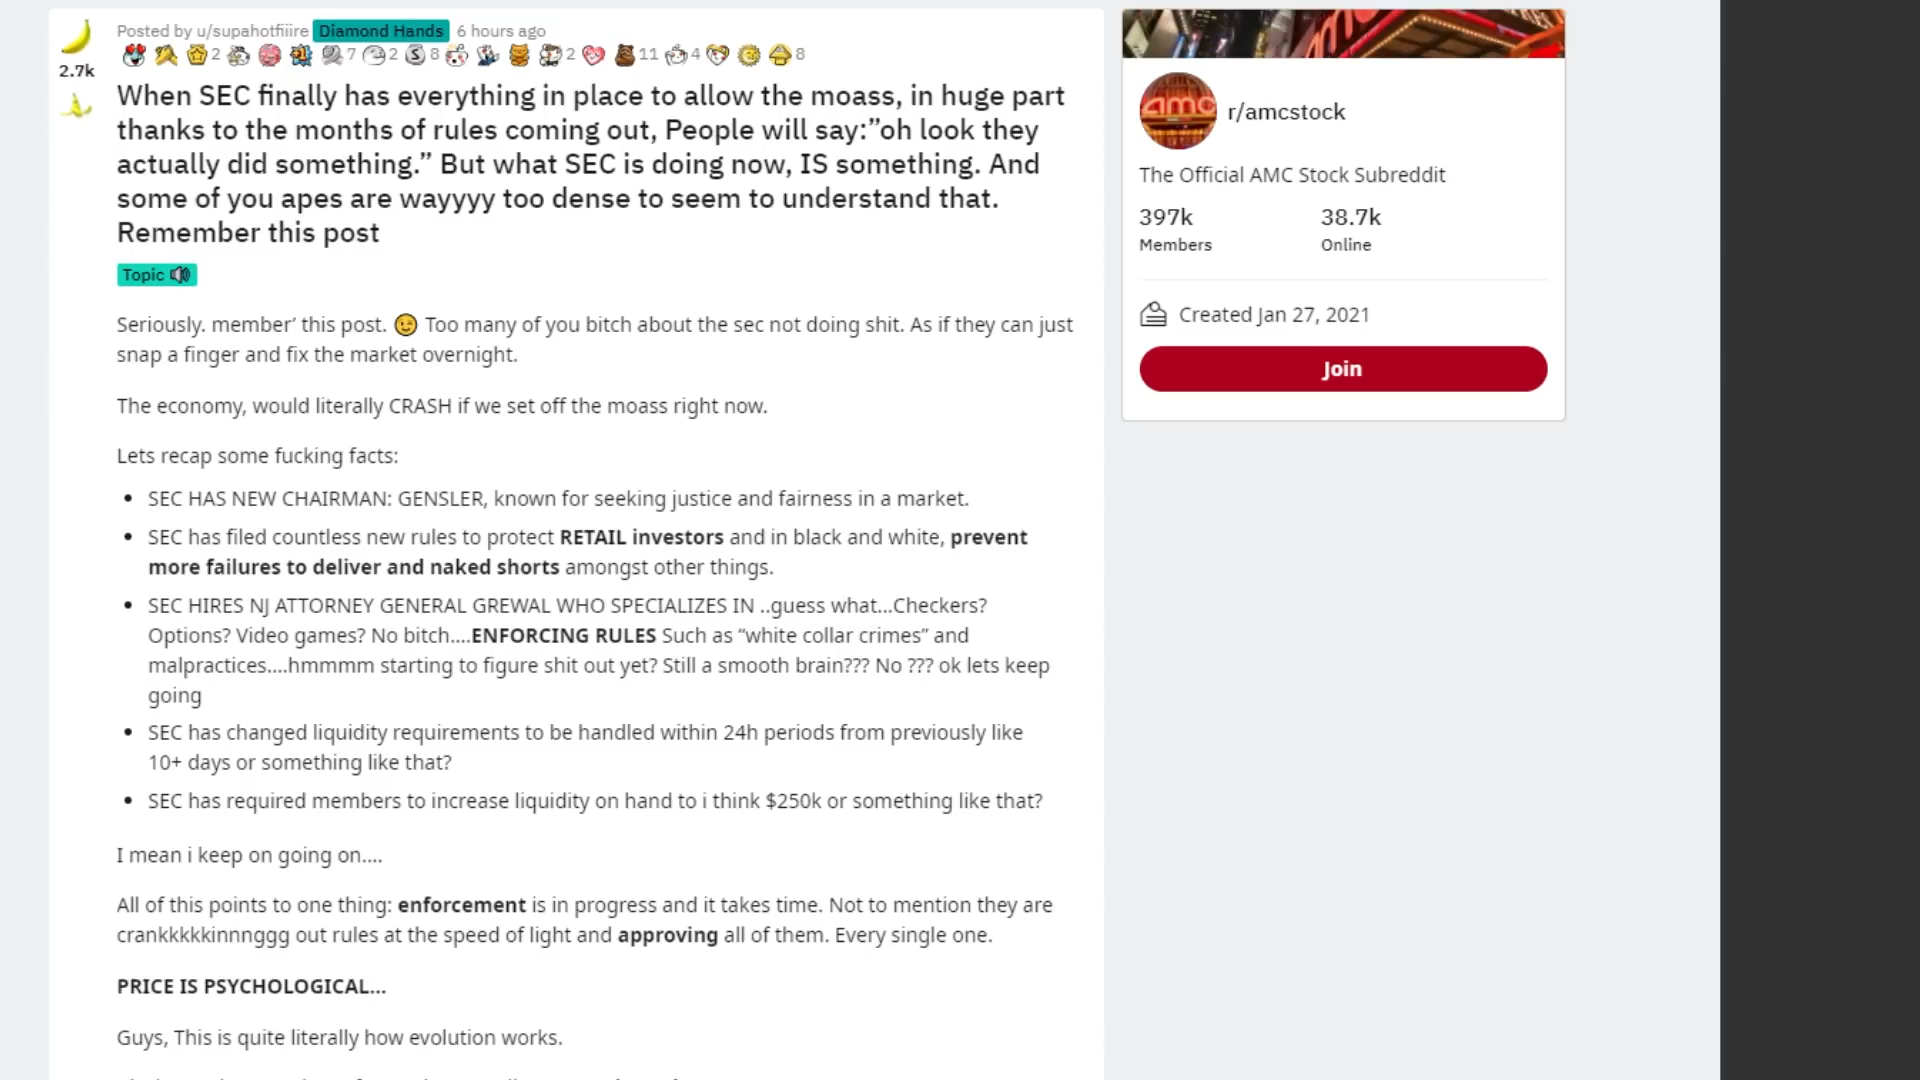 Posted by u/supahotfiiire Diamond Hands 6 hours ago
2 7 2 8 2 11 4 8
2.7k
When SEC finally has everything in place to allow the moass, in huge part
thanks to the months of rules coming out, People will say:”oh look they
actually did something.” But what SEC is doing now, IS something. And
some of you apes are wayyyy too dense to seem to understand that.
Remember this post
Topic
Seriously. member’ this post. 😉 Too many of you bitch about the sec not doing shit. As if they can just
snap a finger and fix the market overnight.
The economy, would literally CRASH if we set off the moass right now.
Lets recap some fucking facts:
• SEC HAS NEW CHAIRMAN: GENSLER, known for seeking justice and fairness in a market.
• SEC has filed countless new rules to protect RETAIL investors and in black and white, prevent
more failures to deliver and naked shorts amongst other things.
• SEC HIRES NJ ATTORNEY GENERAL GREWAL WHO SPECIALIZES IN ..guess what...Checkers?
Options? Video games? No bitch....ENFORCING RULES Such as “white collar crimes” and
malpractices....hmmmm starting to figure shit out yet? Still a smooth brain??? No ??? ok lets keep
going
• SEC has changed liquidity requirements to be handled within 24h periods from previously like
10+ days or something like that?
• SEC has required members to increase liquidity on hand to i think $250k or something like that?
I mean i keep on going on....
All of this points to one thing: enforcement is in progress and it takes time. Not to mention they are
crankkkkkinnnggg out rules at the speed of light and approving all of them. Every single one.
PRICE IS PSYCHOLOGICAL...
Guys, This is quite literally how evolution works.
amc
r/amcstock
The Official AMC Stock Subreddit
397k 38.7k
Members Online
Created Jan 27, 2021
Join